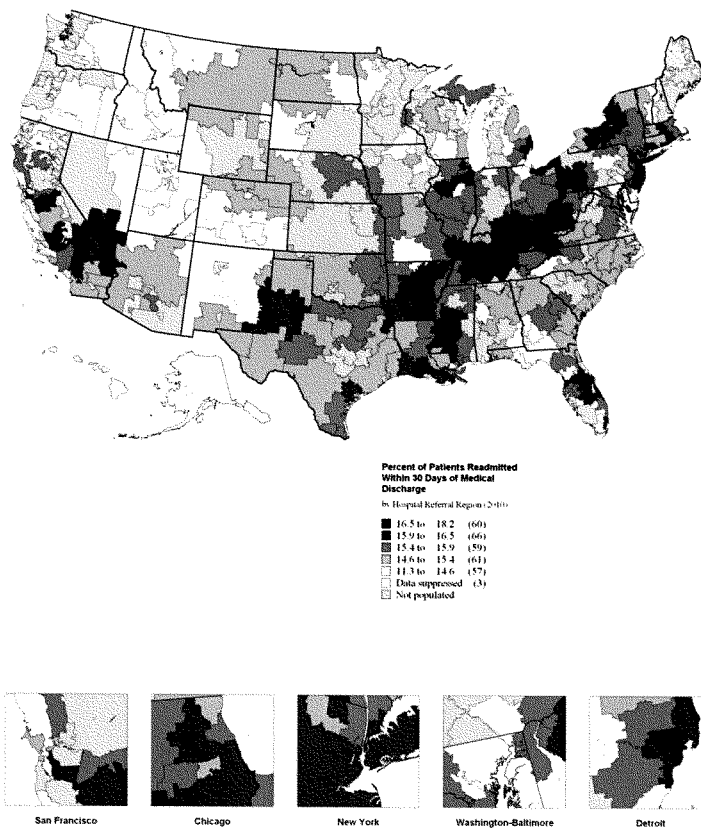 Percent of Patients Readmitted
Within 30 Days of Medical
Discharge
by Hospital Referral Region (2010)
16.5 to 18.2 (60)
15.9 to 16.5 (66)
15.4 to 15.9 (59)
14.6 to 15.4 (61)
11.3 to 14.6 (57)
Data suppressed (3)
Not populated
San Francisco
Chicago
New York
Washington-Baltimore
Detroit